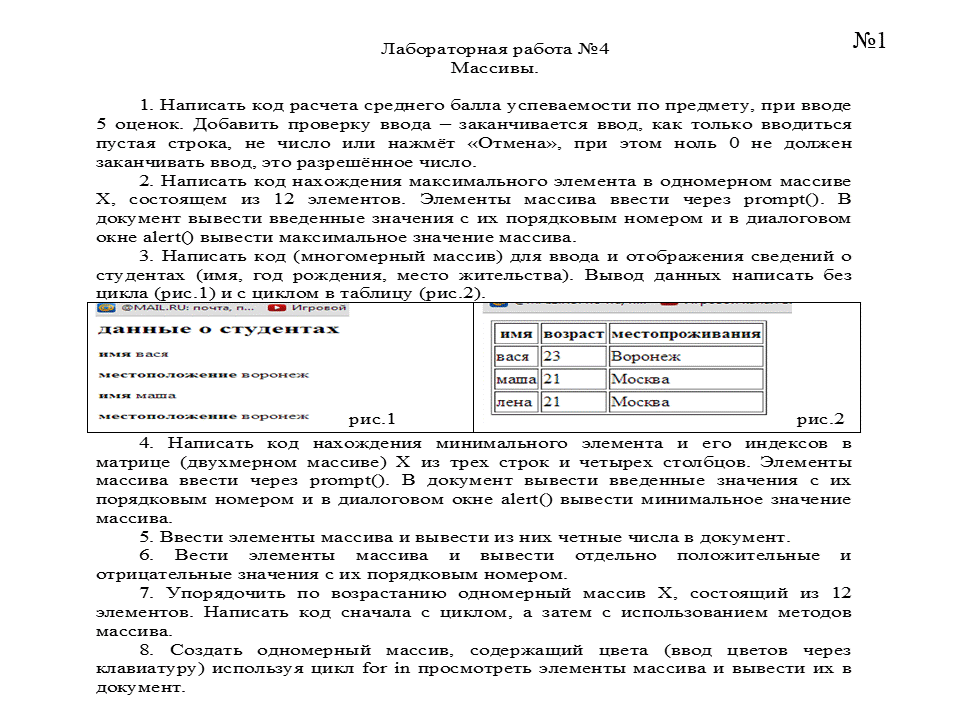 №1
Лабораторная работа №4
Массивы.
1. Написать код расчета среднего балла успеваемости по предмету, при вводе
5 оценок. Добавить проверку ввода – заканчивается ввод, как только вводиться
пустая строка, не число или нажмёт «Отмена», при этом ноль 0 не должен
заканчивать ввод, это разрешённое число.
2. Написать код нахождения максимального элемента в одномерном массиве
X, состоящем из 12 элементов. Элементы массива ввести через prompt(). В
документ вывести введенные значения с их порядковым номером и в диалоговом
окне alert() вывести максимальное значение массива.
3. Написать код (многомерный массив) для ввода и отображения сведений о
студентах (имя, год рождения, место жительства). Вывод данных написать без
цикла (рис.1) и с циклом в таблицу (рис.2).
@MAIL.RU: почта, п... Игровой
данные о студентах
имя вася
местоположение воронеж
имя маша
местоположение воронеж
рис.1
имя возраст местопроживания
вася 23 Воронеж
маша 21 Москва
лена 21 Москва
рис.2
4. Написать код нахождения минимального элемента и его индексов в
матрице (двухмерном массиве) X из трех строк и четырех столбцов. Элементы
массива ввести через prompt(). В документ вывести введенные значения с их
порядковым номером и в диалоговом окне alert() вывести минимальное значение
массива.
5. Ввести элементы массива и вывести из них четные числа в документ.
6. Вести элементы массива и вывести отдельно положительные и
отрицательные значения с их порядковым номером.
7. Упорядочить по возрастанию одномерный массив X, состоящий из 12
элементов. Написать код сначала с циклом, а затем с использованием методов
массива.
8. Создать одномерный массив, содержащий цвета (ввод цветов через
клавиатуру) используя цикл for in просмотреть элементы массива и вывести их в
документ.